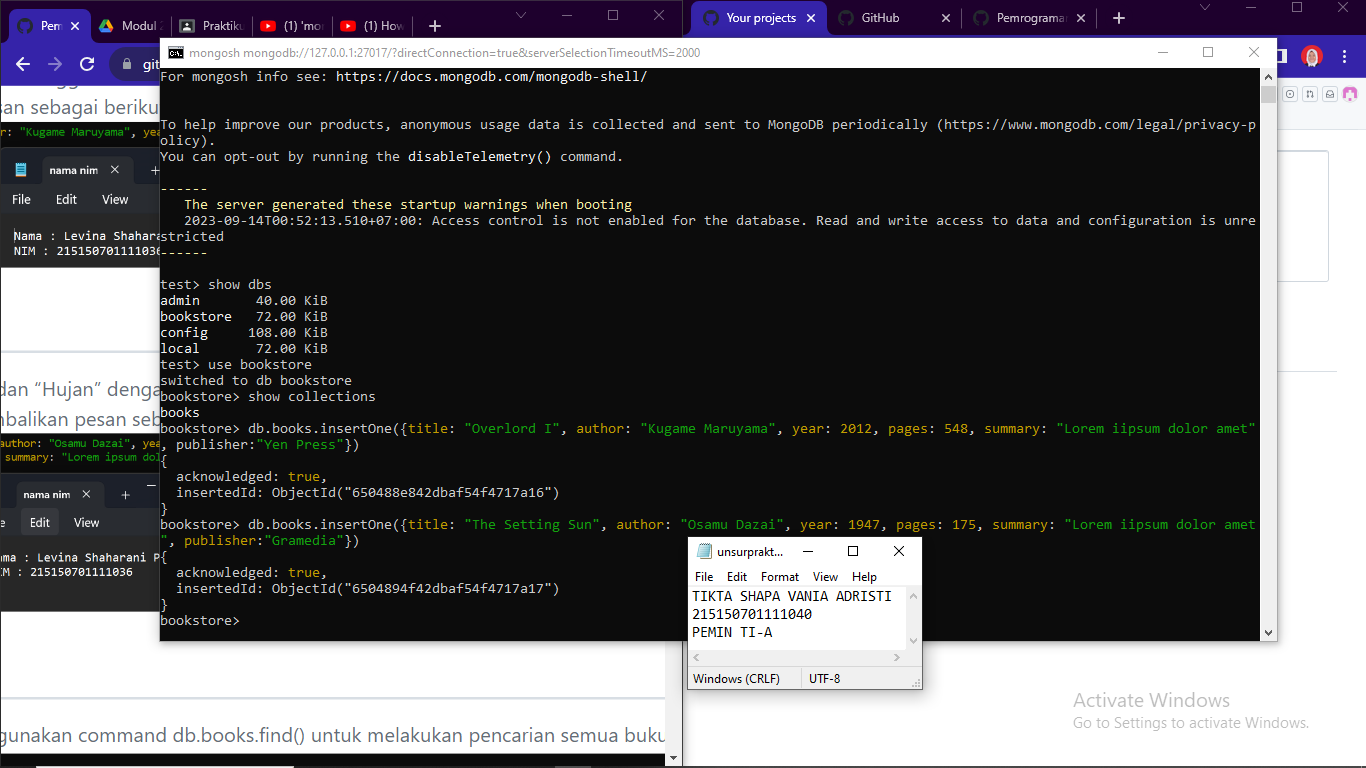 Pem
Modul
Praktiku
(1) 'mo
(1) How
Your projects
GitHub
Pemrograma
mongosh mongodb://127.0.0.1:27017/?directConnection=true&serverSelectionTimeoutMS=2000
git
san sebagai beriku
r: "Kugame Maruyama", yea
nama nim
File Edit View
Nama : Levina Shahara
NIM : 215150701111036
dan “Hujan” denga
mbalikan pesan seb
author: "Osamu Dazai", yea
summary: "Lorem ipsum dol
nama nim
Edit View
ama : Levina Shaharani P
IM : 215150701111036
For mongosh info see: https://docs.mongodb.com/mongodb-shell/
To help improve our products, anonymous usage data is collected and sent to MongoDB periodically (https://www.mongodb.com/legal/privacy-p
olicy).
You can opt-out by running the disableTelemetry() command.
------
The server generated these startup warnings when booting
2023-09-14T00:52:13.510+07:00: Access control is not enabled for the database. Read and write access to data and configuration is unre
stricted
------
test> show dbs
admin 40.00 KiB
bookstore 72.00 KiB
config 108.00 KiB
local 72.00 KiB
test> use bookstore
switched to db bookstore
bookstore> show collections
books
bookstore> db.books.insertOne({title: "Overlord I", author: "Kugame Maruyama", year: 2012, pages: 548, summary: "Lorem iipsum dolor amet"
, publisher:"Yen Press"})
{
acknowledged: true,
insertedId: ObjectId("650488e842dbaf54f4717a16")
}
bookstore> db.books.insertOne({title: "The Setting Sun", author: "Osamu Dazai", year: 1947, pages: 175, summary: "Lorem iipsum dolor amet
", publisher:"Gramedia"})
{
acknowledged: true,
insertedId: ObjectId("6504894f42dbaf54f4717a17")
}
bookstore>
unsurprakt...
File Edit Format View Help
TIKTA SHAPA VANIA ADRISTI
215150701111040
PEMIN TI-A
Windows (CRLF) UTF-8
Activate Windows
Go to Settings to activate Windows.
gunakan command db.books.find() untuk melakukan pencarian semua buku